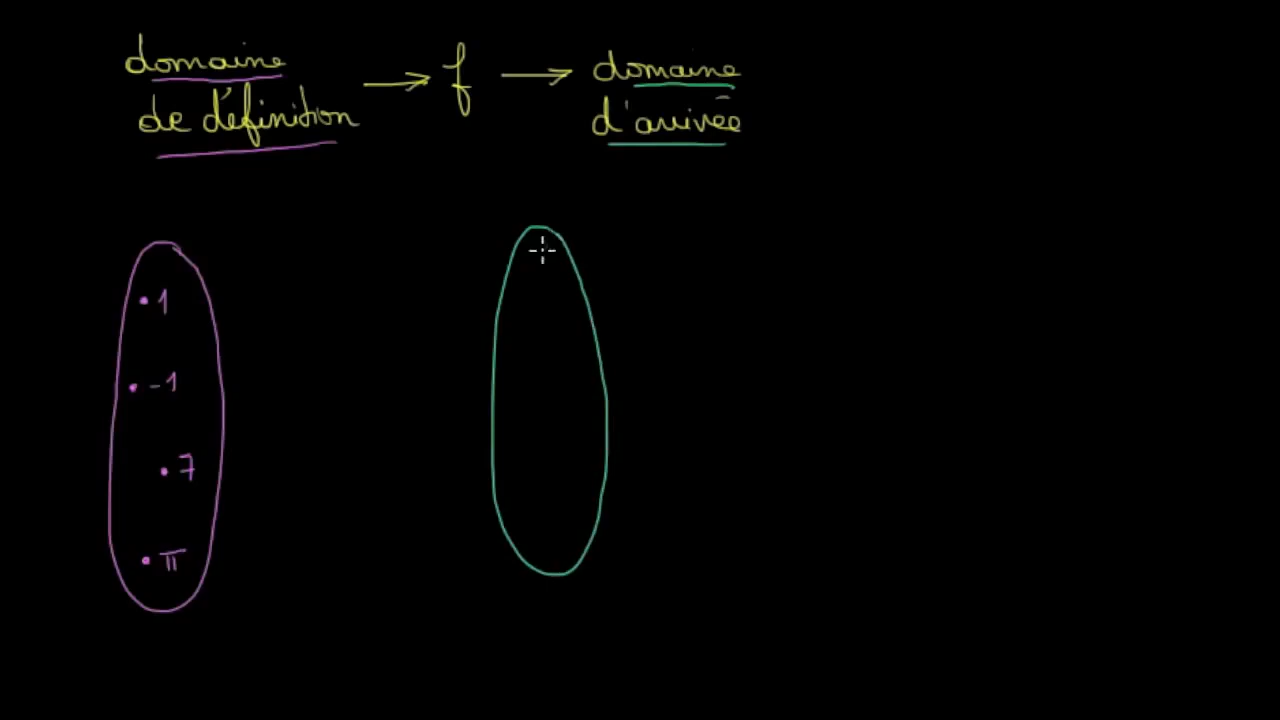 domaine → f → domaine
de définition d'arrivée
• 1
• -1
• 7
• π